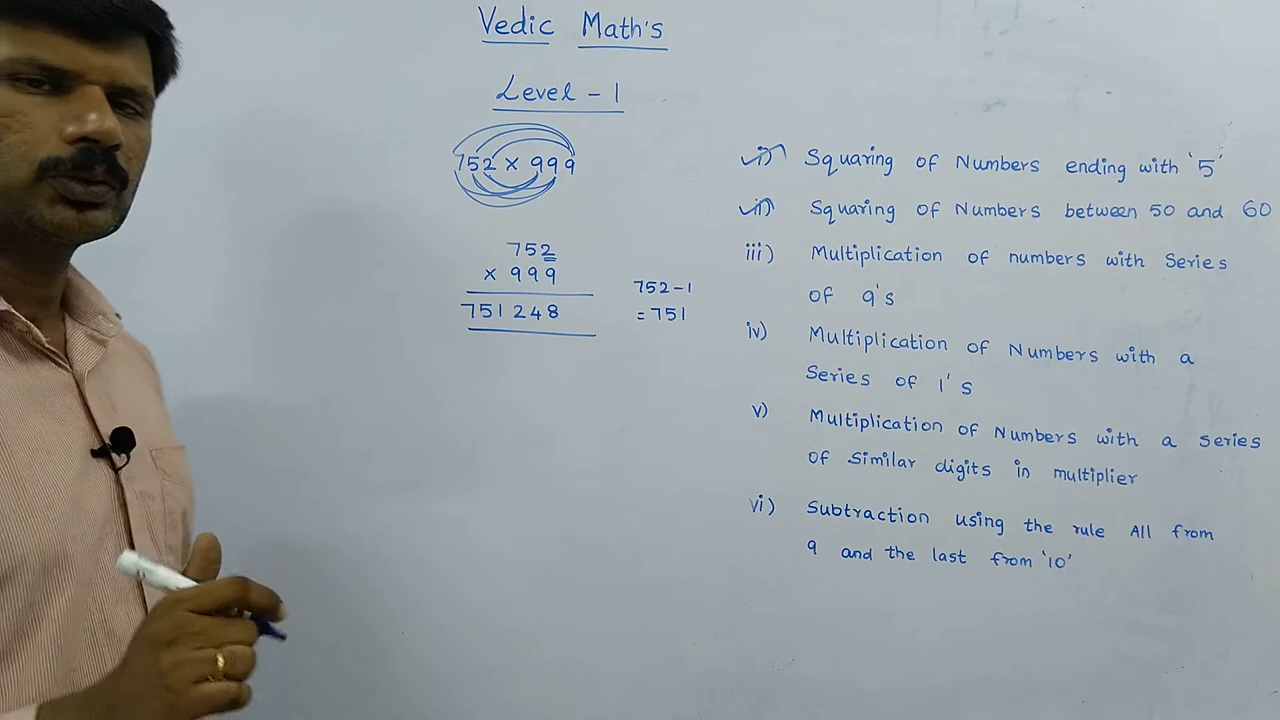 Vedic Math's
Level - 1
752 × 999
752
× 999
751248
752-1
=751
i) Squaring of Numbers ending with '5'
ii) Squaring of Numbers between 50 and 60
iii) Multiplication of numbers with Series
of 9's
iv) Multiplication of Numbers with a
Series of 1's
v) Multiplication of Numbers with a series
of similar digits in multiplier
vi) Subtraction using the rule All from
9 and the last from '10'